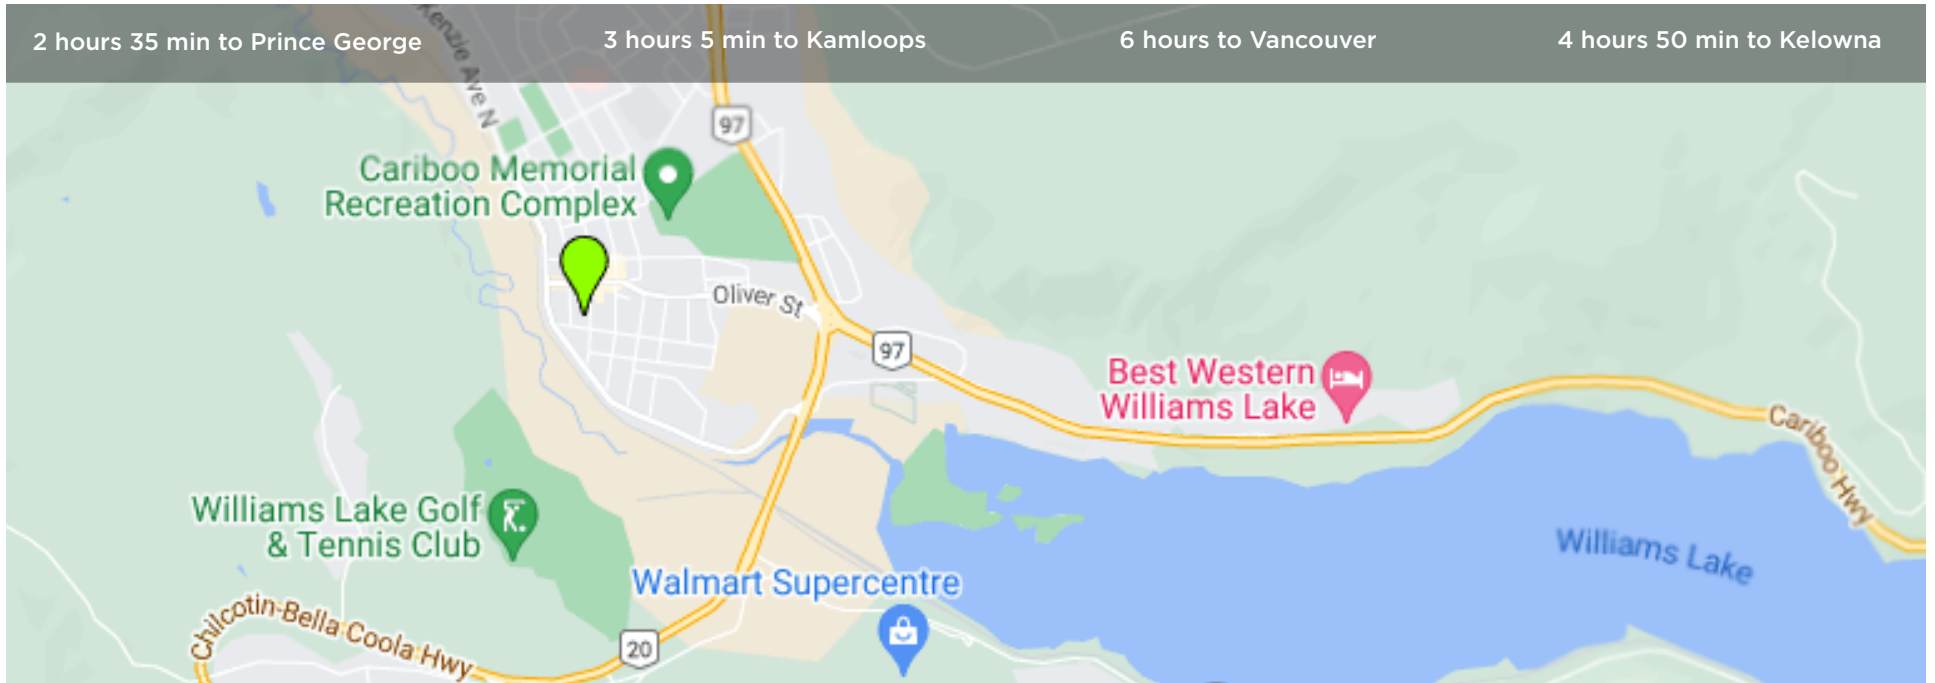 2 hours 35 min to Prince George
3 hours 5 min to Kamloops
6 hours to Vancouver
4 hours 50 min to Kelowna
Kenzie Ave N
97
Cariboo Memorial
Recreation Complex
Oliver St
97
Best Western
Williams Lake
Cariboo Hwy
Williams Lake Golf
& Tennis Club
Williams Lake
Walmart Supercentre
Chilcotin-Bella Coola Hwy
20